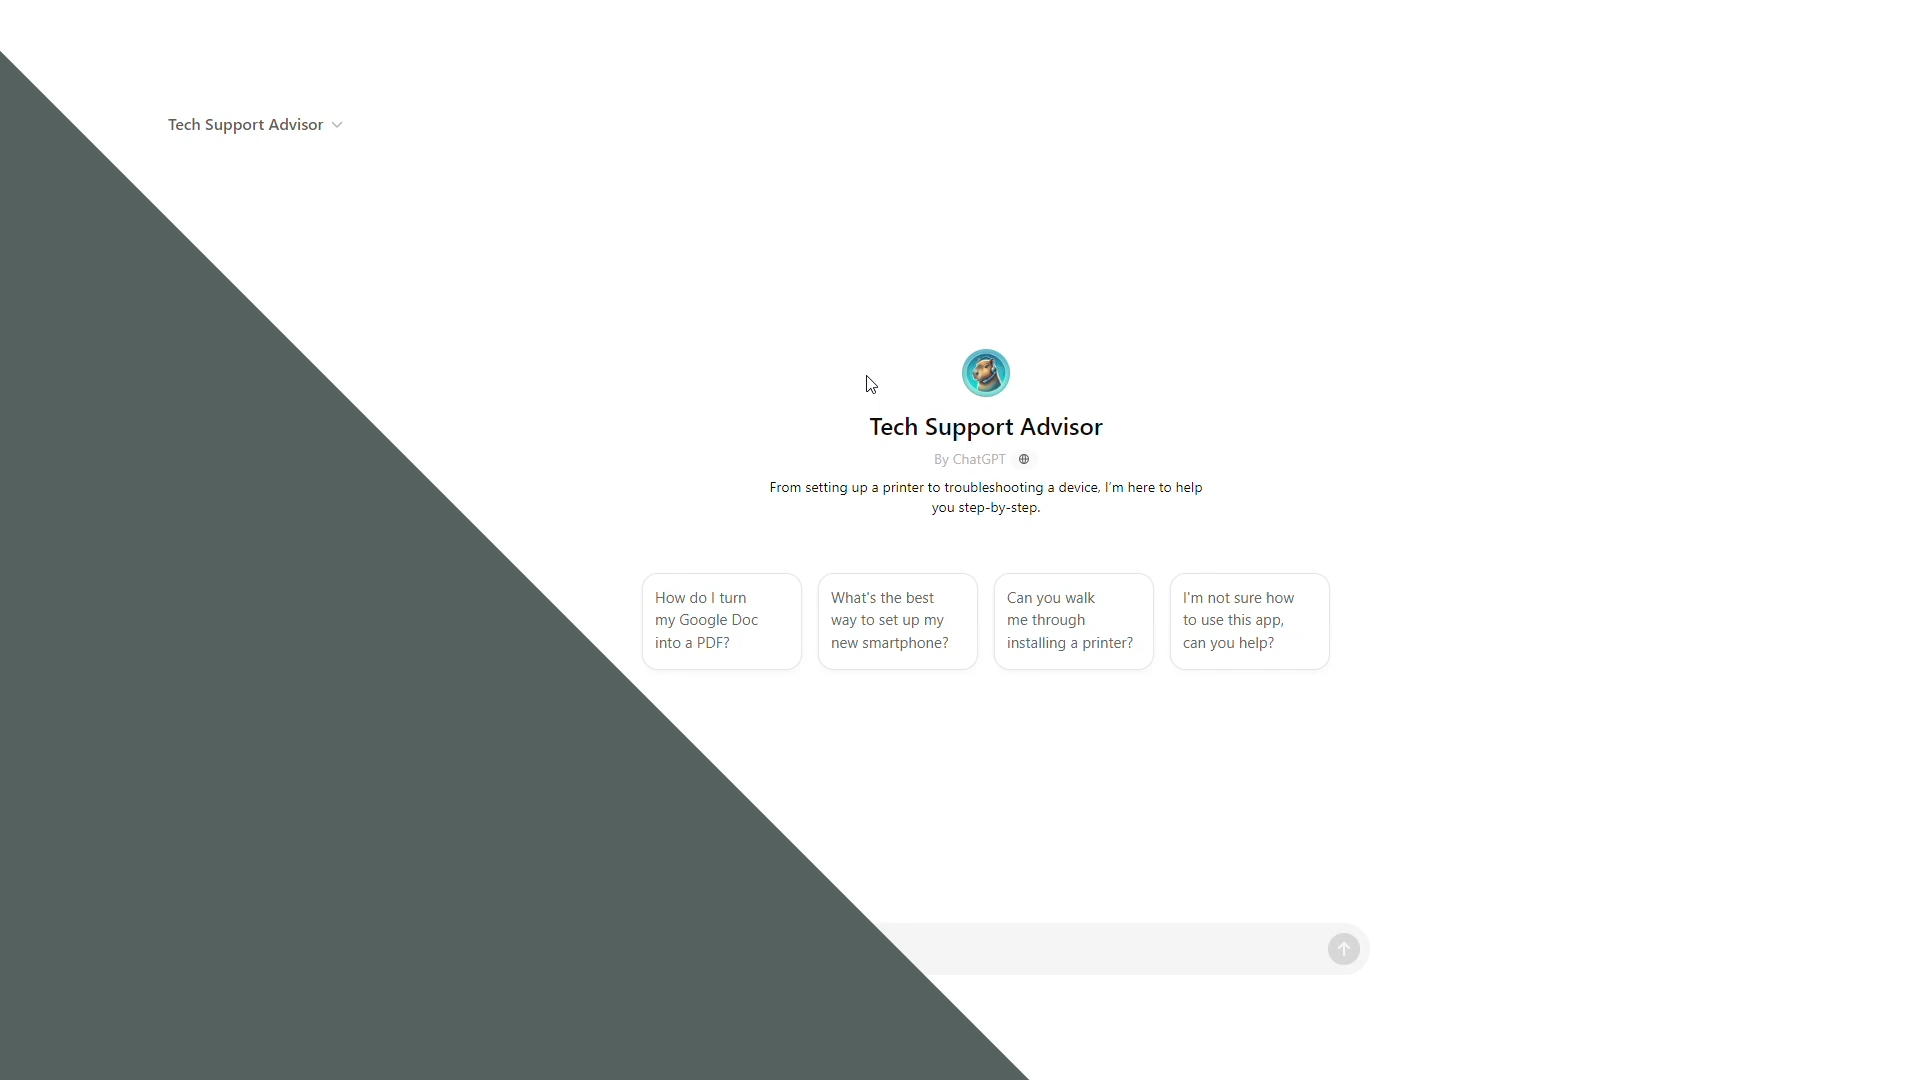 Tech Support Advisor
Tech Support Advisor
By ChatGPT
From setting up a printer to troubleshooting a device, I'm here to help
you step-by-step.
How do I turn
my Google Doc
into a PDF?
What's the best
way to set up my
new smartphone?
Can you walk
me through
installing a printer?
I'm not sure how
to use this app,
can you help?